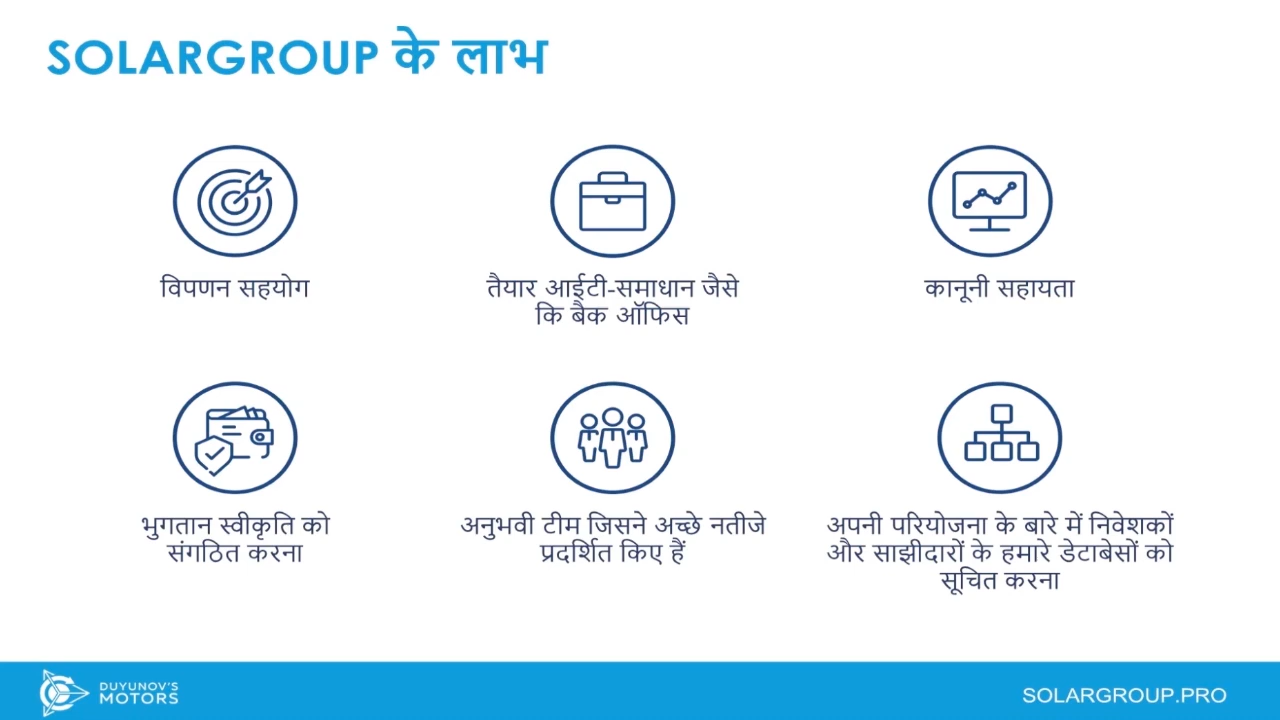 SOLARGROUP के लाभ
विपणन सहयोग
तैयार आईटी-समाधान जैसे
कि बैक ऑफिस
कानूनी सहायता
भुगतान स्वीकृति को
संगठित करना
अनुभवी टीम जिसने अच्छे नतीजे
प्रदर्शित किए हैं
अपनी परियोजना के बारे में निवेशकों
और साझीदारों के हमारे डेटाबेसों को
सूचित करना
DUYUNOV'S
MOTORS
SOLARGROUP.PRO